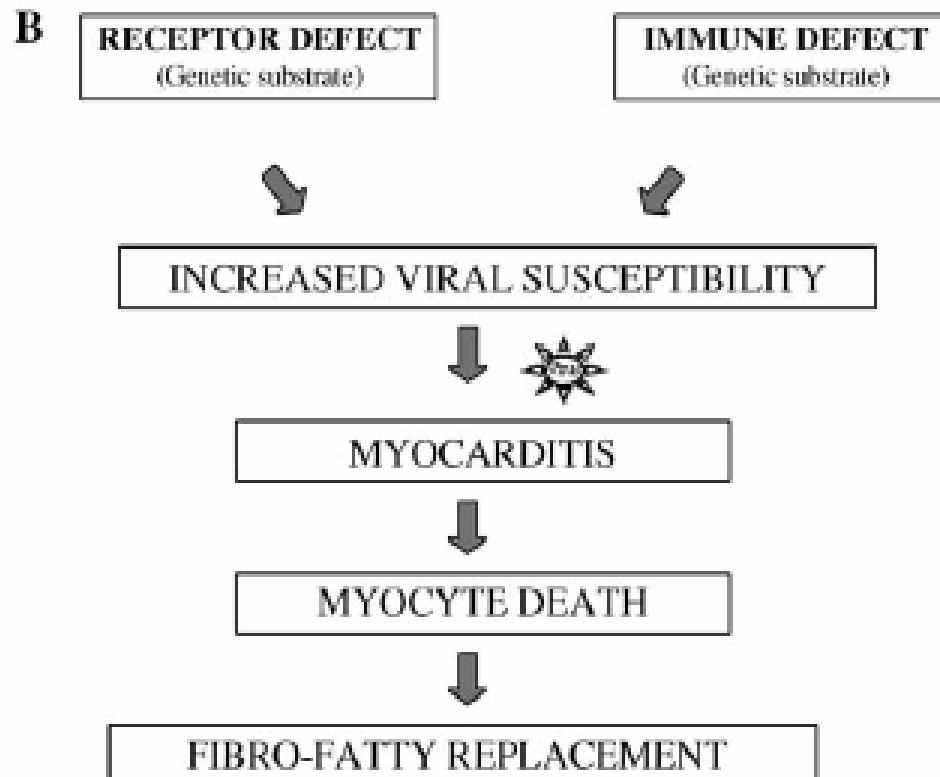 B
RECEPTOR DEFECT
(Genetic substrate)
IMMUNE DEFECT
(Genetic substrate)
INCREASED VIRAL SUSCEPTIBILITY
MYOCARDITIS
MYOCYTE DEATH
FIBRO-FATTY REPLACEMENT